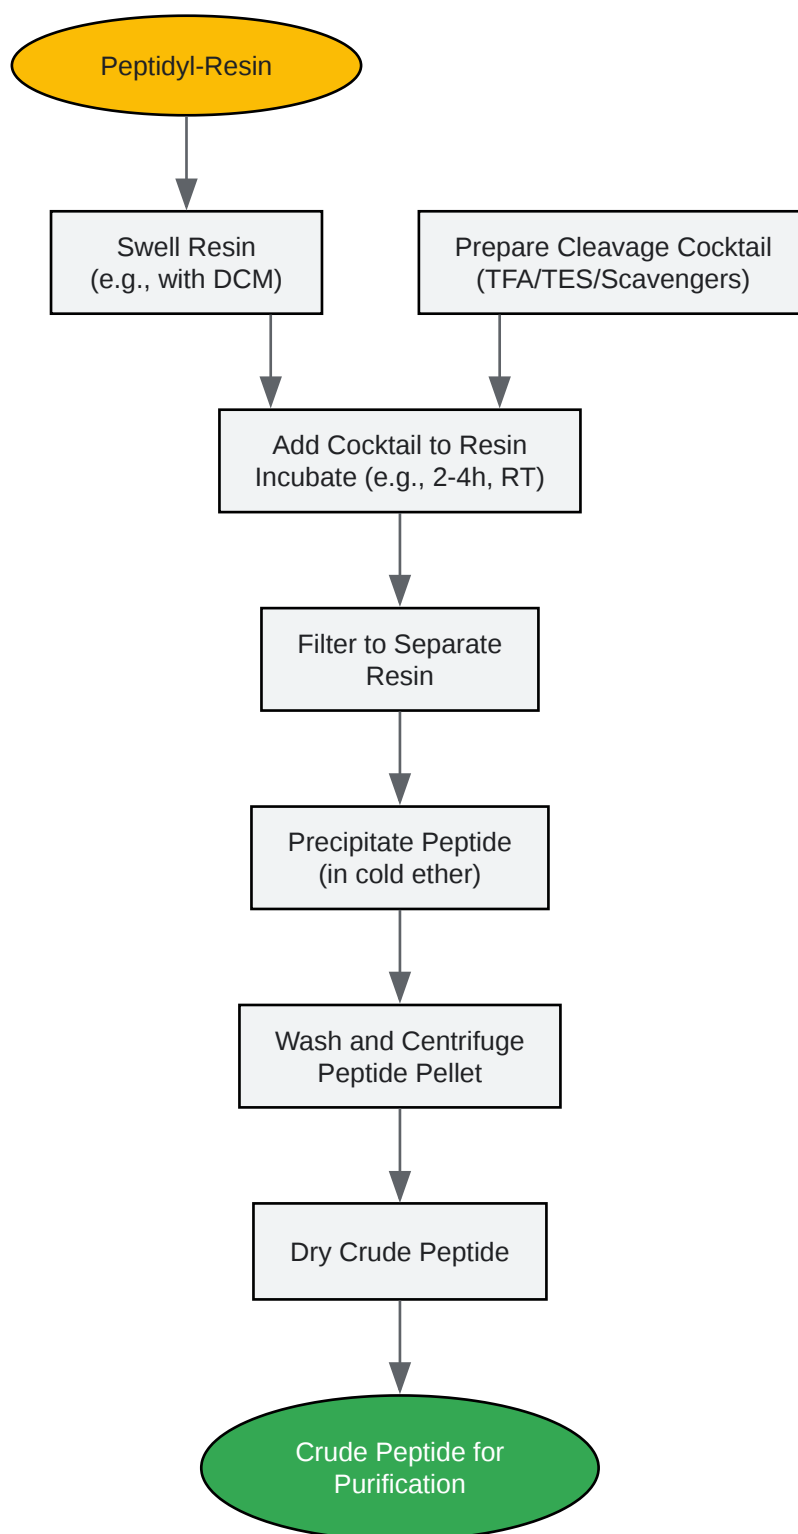 Peptidyl-Resin
Swell Resin
(e.g., with DCM)
Prepare Cleavage Cocktail
(TFA/TES/Scavengers)
Add Cocktail to Resin
Incubate (e.g., 2-4h, RT)
Filter to Separate
Resin
Precipitate Peptide
(in cold ether)
Wash and Centrifuge
Peptide Pellet
Dry Crude Peptide
Crude Peptide for
Purification